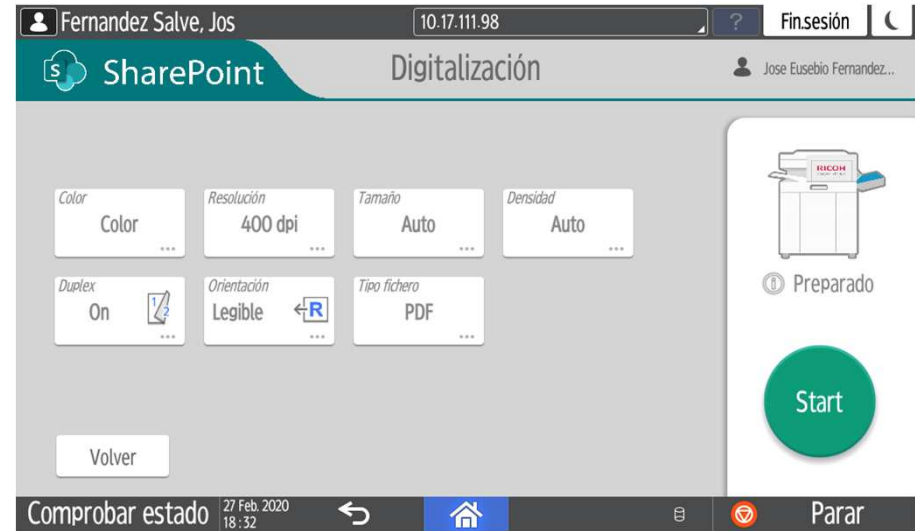 Fernandez Salve, Jos
10.17.111.98
?
Fin.sesión
S
SharePoint
Digitalización
Jose Eusebio Fernandez...
Color
Color
...
Resolución
400 dpi
...
Tamaño
Auto
...
Densidad
Auto
...
Duplex
On
1/2
...
Orientación
Legible
R
...
Tipo fichero
PDF
...
RICOH
Preparado
Start
Volver
Comprobar estado
27 Feb. 2020
18:32
Parar